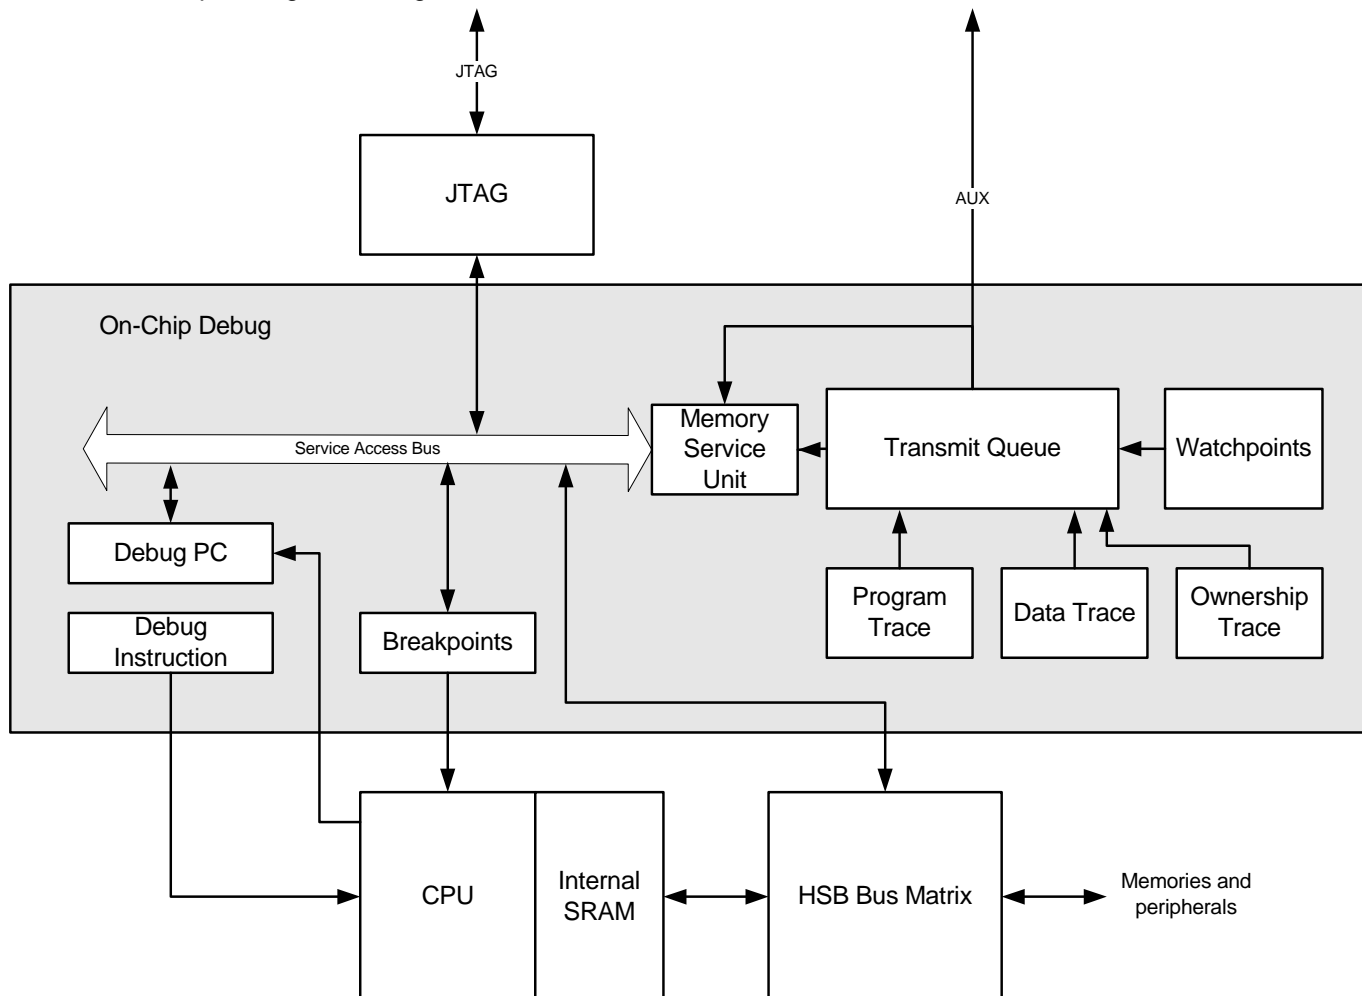 JTAG
JTAG
AUX
On-Chip Debug
Service Access Bus
Memory
Service
Unit
Transmit Queue
Watchpoints
Debug PC
Debug
Instruction
Breakpoints
Program
Trace
Data Trace
Ownership
Trace
CPU
Internal
SRAM
HSB Bus Matrix
Memories and
peripherals